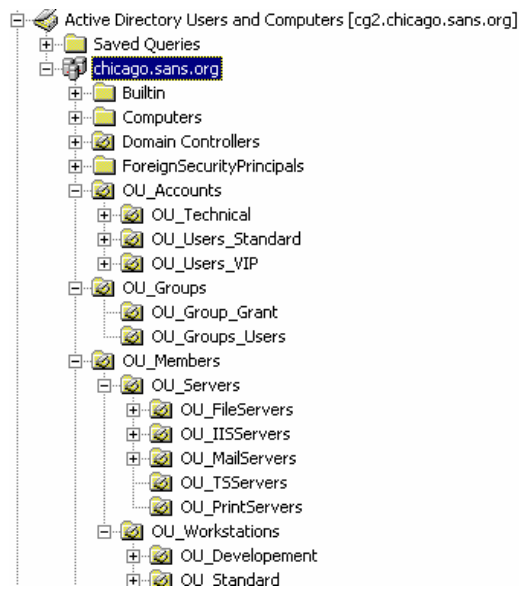 Active Directory Users and Computers [cg2.chicago.sans.org]
Saved Queries
chicago.sans.org
Builtin
Computers
Domain Controllers
ForeignSecurityPrincipals
OU_Accounts
OU_Technical
OU_Users_Standard
OU_Users_VIP
OU_Groups
OU_Group_Grant
OU_Groups_Users
OU_Members
OU_Servers
OU_FileServers
OU_IISServers
OU_MailServers
OU_TSServers
OU_PrintServers
OU_Workstations
OU_Developement
OU_Standard